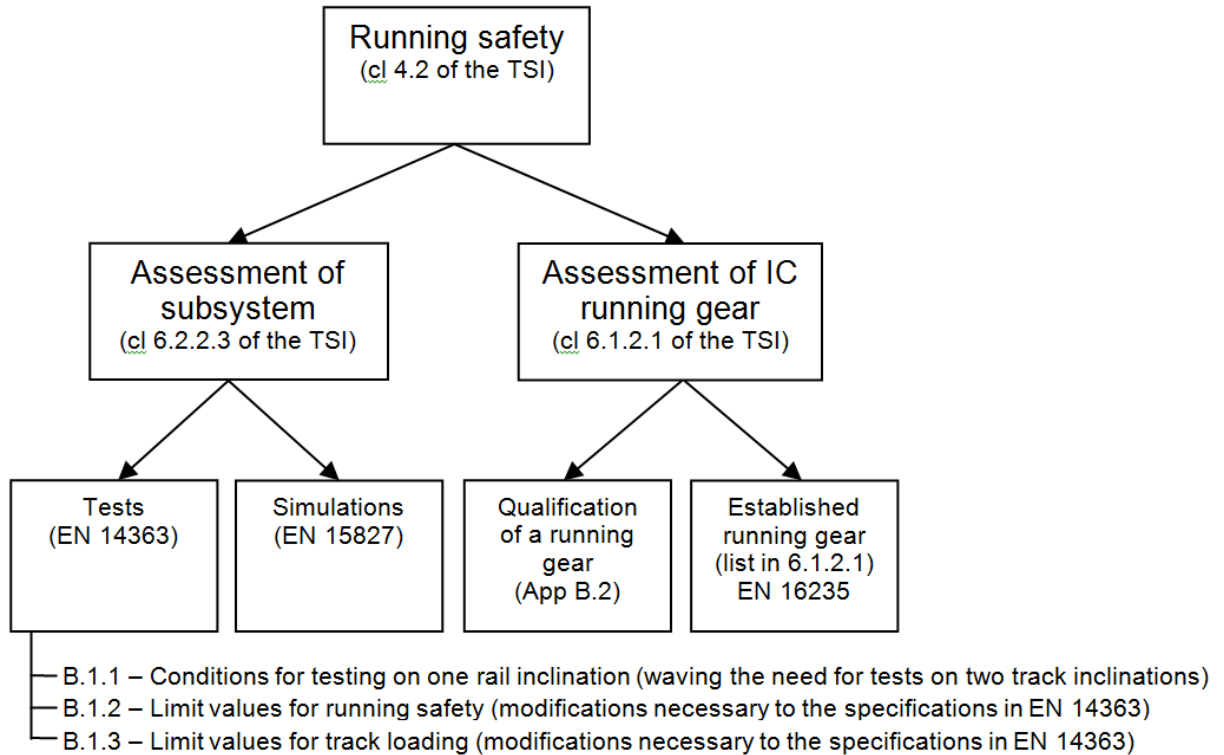 Running safety
(cl 4.2 of the TSI)
Assessment of
subsystem
(cl 6.2.2.3 of the TSI)
Assessment of IC
running gear
(cl 6.1.2.1 of the TSI)
Tests
(EN 14363)
Simulations
(EN 15827)
Qualification
of a running
gear
(App B.2)
Established
running gear
(list in 6.1.2.1)
EN 16235
B.1.1 – Conditions for testing on one rail inclination (waving the need for tests on two track inclinations)
B.1.2 – Limit values for running safety (modifications necessary to the specifications in EN 14363)
B.1.3 – Limit values for track loading (modifications necessary to the specifications in EN 14363)